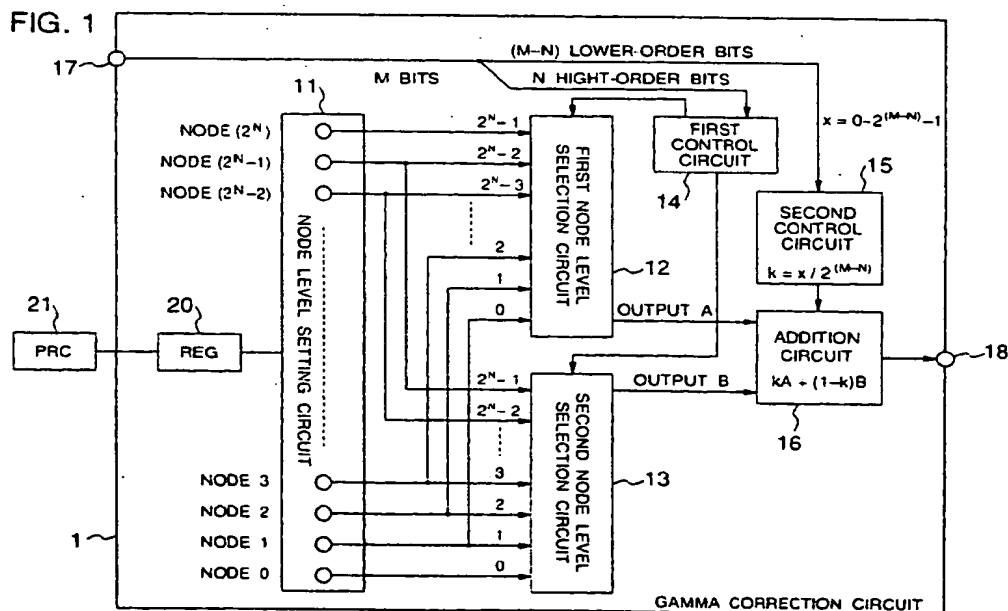 FIG. 1
17
(M–N) LOWER-ORDER BITS
M BITS
N HIGHT-ORDER BITS
11
NODE (2^N)
NODE (2^N–1)
NODE (2^N–2)
NODE 3
NODE 2
NODE 1
NODE 0
NODE LEVEL SETTING CIRCUIT
2^N–1
2^N–2
2^N–3
2
1
0
FIRST NODE LEVEL
SELECTION CIRCUIT
12
FIRST
CONTROL
CIRCUIT
14
x = 0–2^(M–N)–1
15
SECOND
CONTROL
CIRCUIT
k = x / 2^(M–N)
21
PRC
20
REG
OUTPUT A
ADDITION
CIRCUIT
kA + (1–k)B
16
18
OUTPUT B
2^N–1
2^N–2
3
2
1
0
SECOND NODE LEVEL
SELECTION CIRCUIT
13
1
GAMMA CORRECTION CIRCUIT